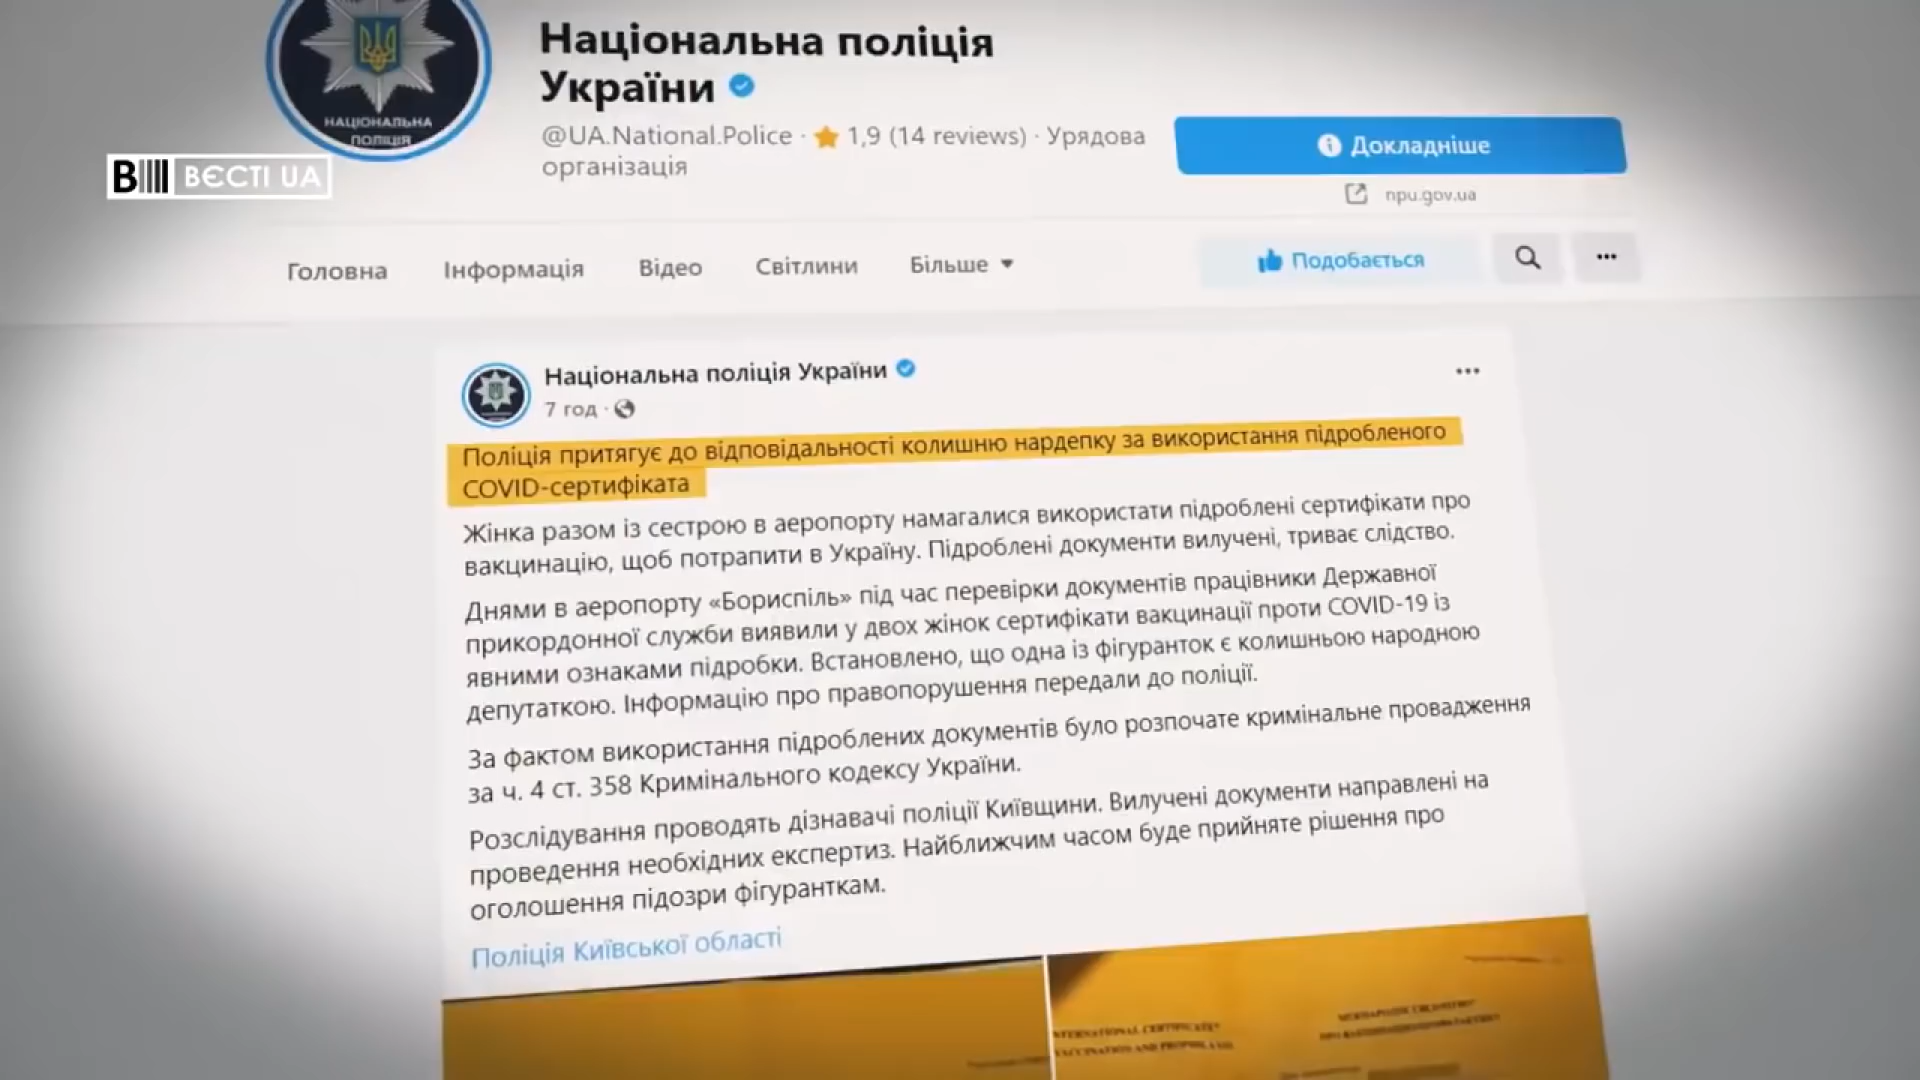 Національна поліція
України
НАЦІОНАЛЬНА
ПОЛІЦІЯ
@UA.National.Police · 1,9 (14 reviews) · Урядова
організація
Докладніше
npu.gov.ua
В ВЄСТІ UA
Головна Інформація Відео Світлини Більше
Подобається
Національна поліція України
7 год ·
Поліція притягує до відповідальності колишню нардепку за використання підробленого
COVID-сертифіката
Жінка разом із сестрою в аеропорту намагалися використати підроблені сертифікати про
вакцинацію, щоб потрапити в Україну. Підроблені документи вилучені, триває слідство.
Днями в аеропорту «Бориспіль» під час перевірки документів працівники Державної
прикордонної служби виявили у двох жінок сертифікати вакцинації проти COVID-19 із
явними ознаками підробки. Встановлено, що одна із фігуранток є колишньою народною
депутаткою. Інформацію про правопорушення передали до поліції.
За фактом використання підроблених документів було розпочате кримінальне провадження
за ч. 4 ст. 358 Кримінального кодексу України.
Розслідування проводять дізнавачі поліції Київщини. Вилучені документи направлені на
проведення необхідних експертиз. Найближчим часом буде прийняте рішення про
оголошення підозри фігуранткам.
Поліція Київської області
INTERNATIONAL CERTIFICATE
VACCINATION AND